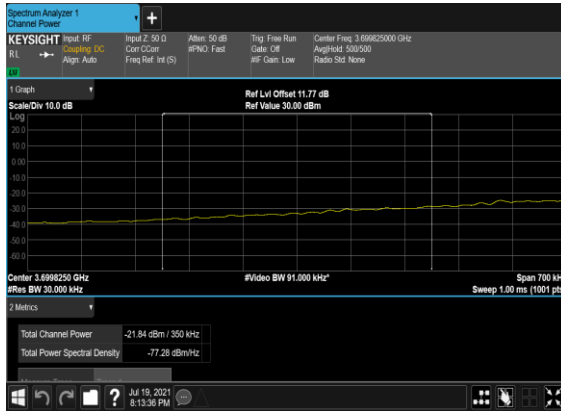 Spectrum Analyzer 1
Channel Power
+
KEYSIGHT
RL
LXI
Input: RF
Coupling: DC
Align: Auto
Input Z: 50 Ω
Corr CCorr
Freq Ref: Int (S)
Atten: 50 dB
#PNO: Fast
Trig: Free Run
Gate: Off
#IF Gain: Low
Center Freq: 3.699825000 GHz
Avg|Hold: 500/500
Radio Std: None
1 Graph
Scale/Div 10.0 dB
Ref Lvl Offset 11.77 dB
Ref Value 30.00 dBm
Log
20.0
10.0
0.00
-10.0
-20.0
-30.0
-40.0
-50.0
-60.0
Center 3.6998250 GHz
#Res BW 30.000 kHz
#Video BW 91.000 kHz*
Span 700 kH
Sweep 1.00 ms (1001 pts
2 Metrics
Total Channel Power -21.84 dBm / 350 kHz
Total Power Spectral Density -77.28 dBm/Hz
?
Jul 19, 2021
8:13:36 PM